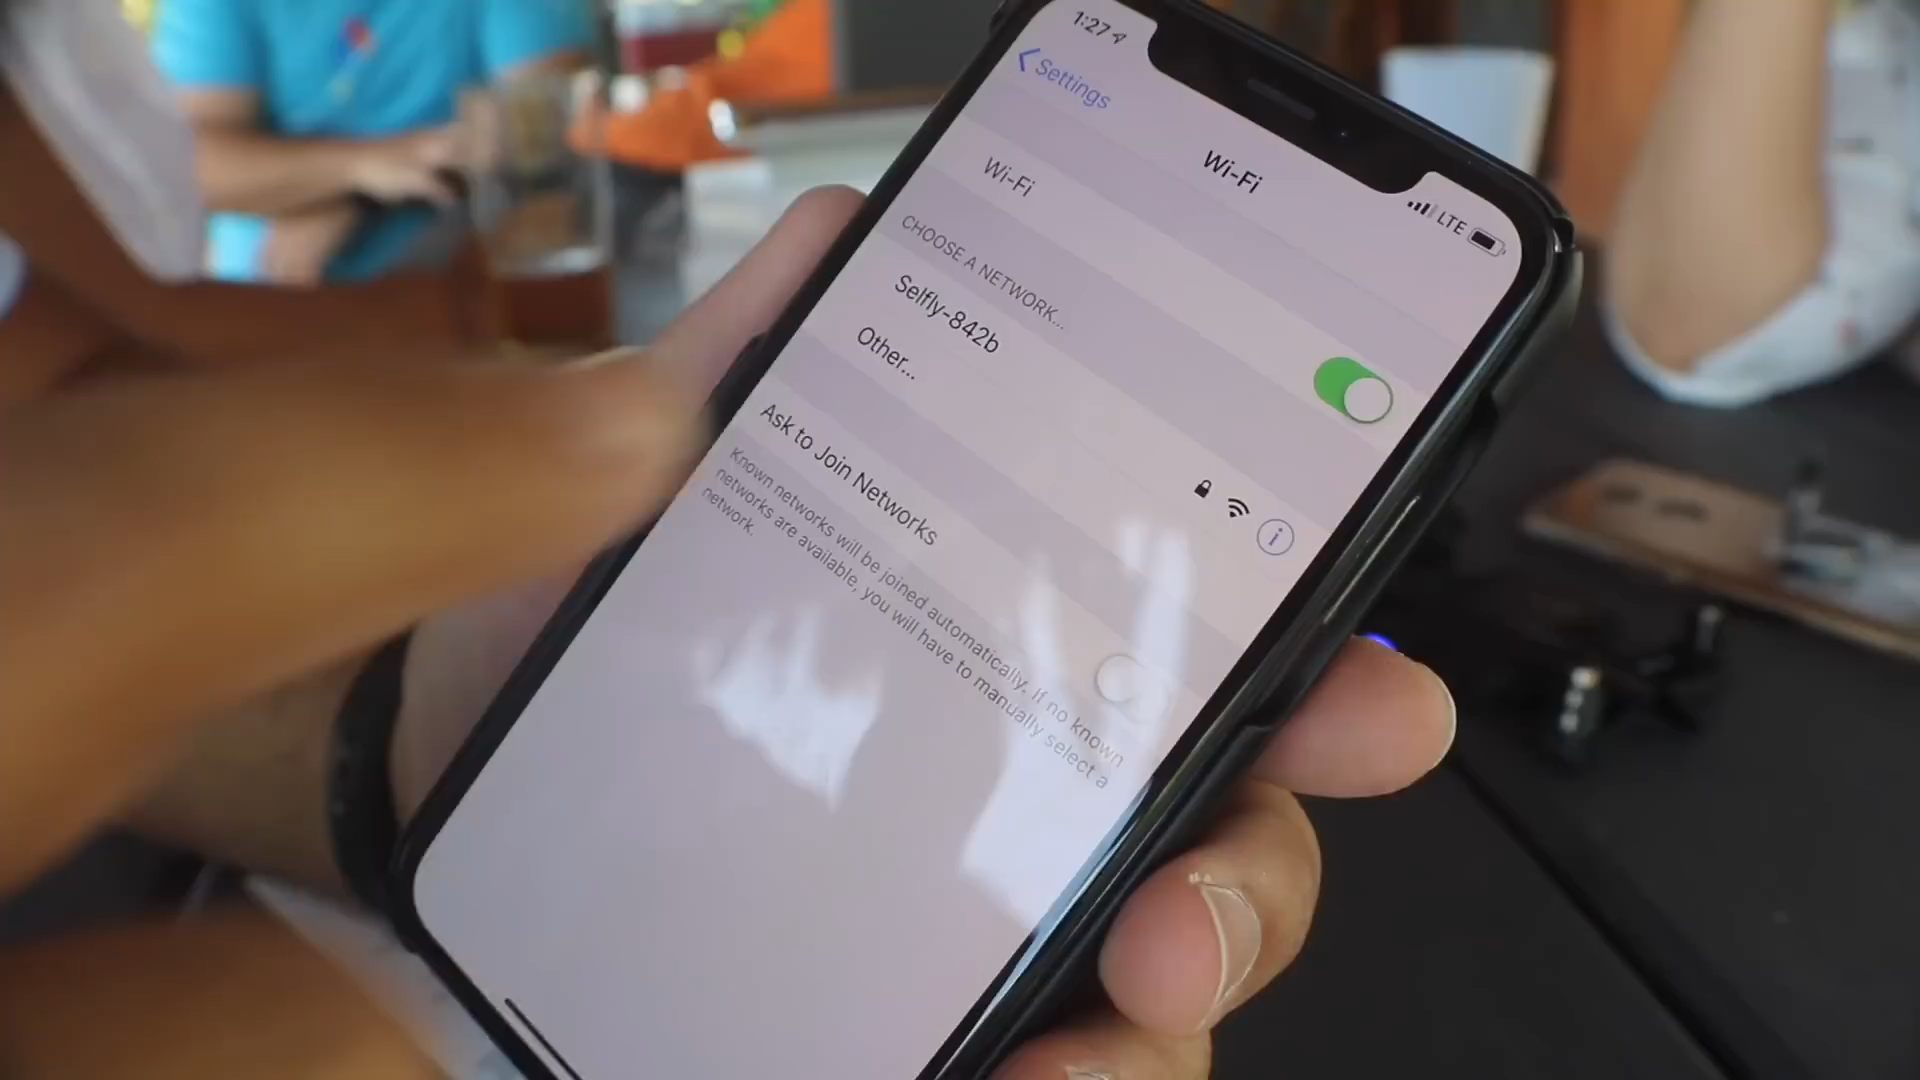 1:27
Settings
Wi-Fi
LTE
Wi-Fi
CHOOSE A NETWORK...
Selfly-842b
Other...
Ask to Join Networks
Known networks will be joined automatically. If no known
networks are available, you will have to manually select a
network.